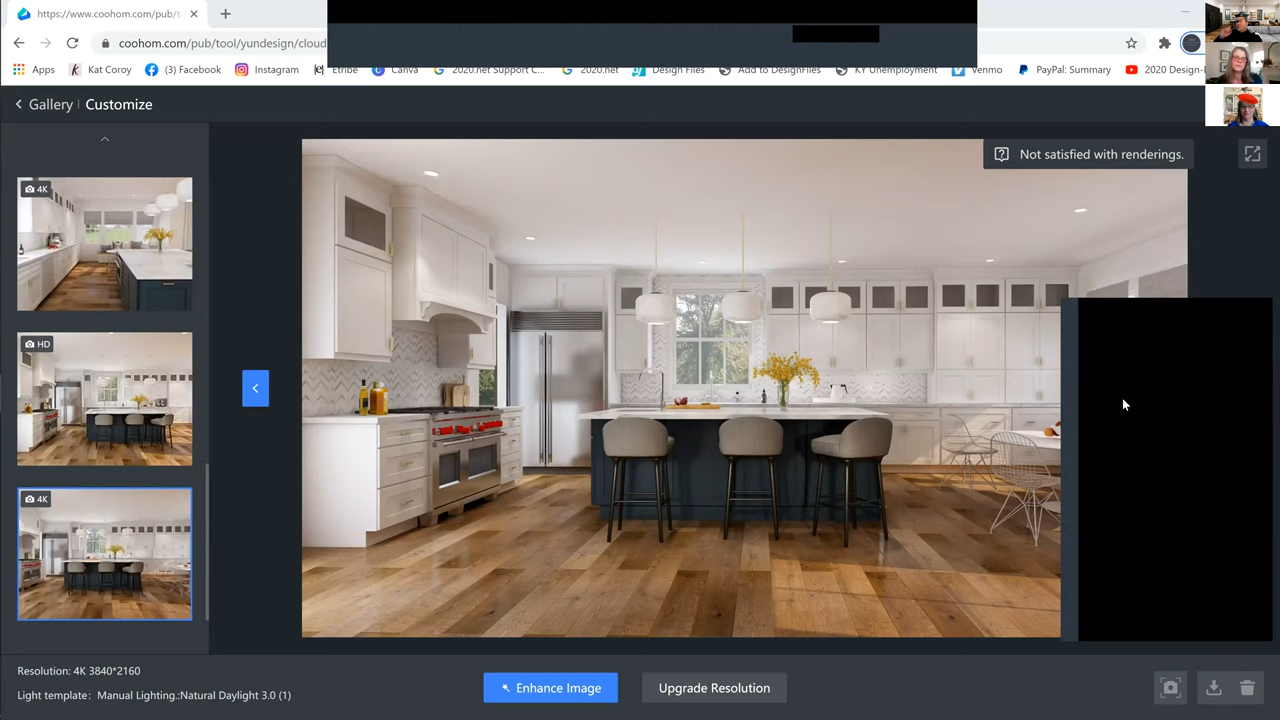 https://www.coohom.com/pub/t
coohom.com/pub/tool/yundesign/cloud
Apps Kat Coroy (3) Facebook Instagram Etribe Canva 2020.net Support C... 2020.net Design Files Add to DesignFiles KY Unemployment Venmo PayPal: Summary 2020 Design-
Gallery Customize
Not satisfied with renderings.
4K
HD
4K
Resolution: 4K 3840*2160
Light template: Manual Lighting.:Natural Daylight 3.0 (1)
Enhance Image
Upgrade Resolution